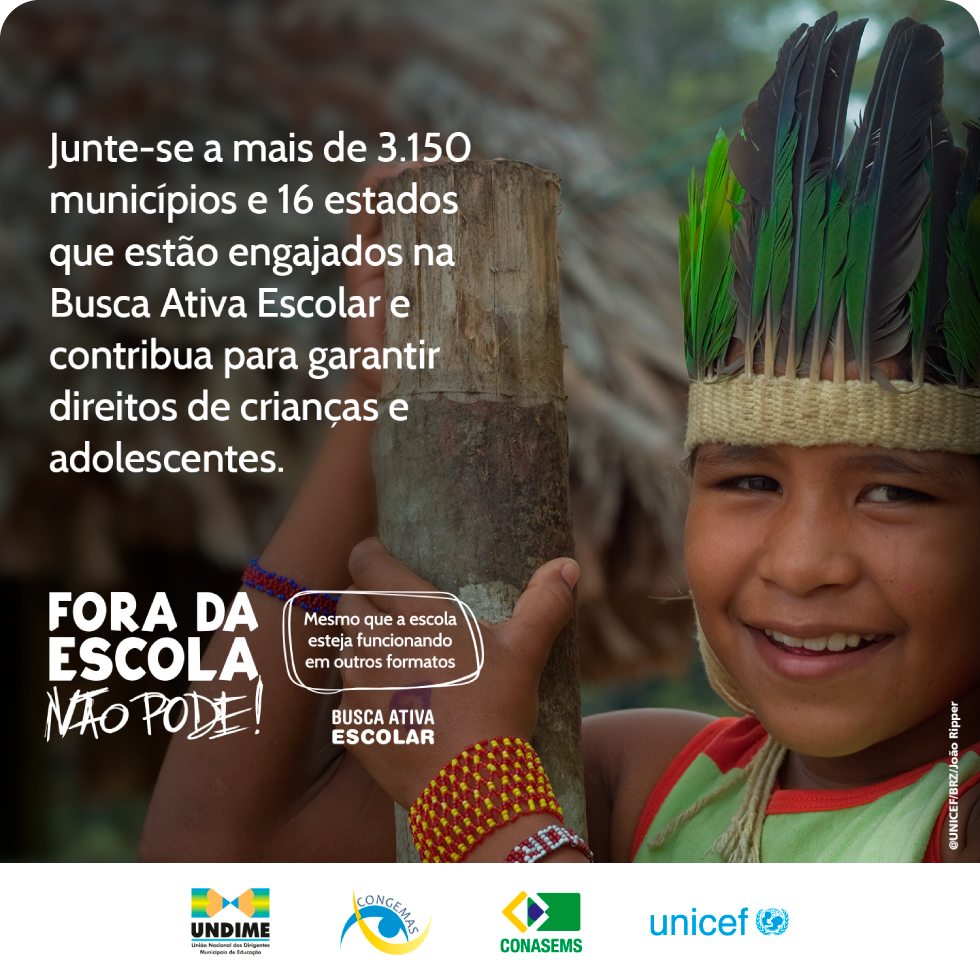 Junte-se a mais de 3.150
municípios e 16 estados
que estão engajados na
Busca Ativa Escolar e
contribua para garantir
direitos de crianças e
adolescentes.
FORA DA
ESCOLA
NÃO PODE!
Mesmo que a escola
esteja funcionando
em outros formatos
BUSCA ATIVA
ESCOLAR
@UNICEF/BRZ/João Ripper
UNDIME
União Nacional dos Dirigentes
Municipais de Educação
CONGEMAS
CONASEMS
unicef